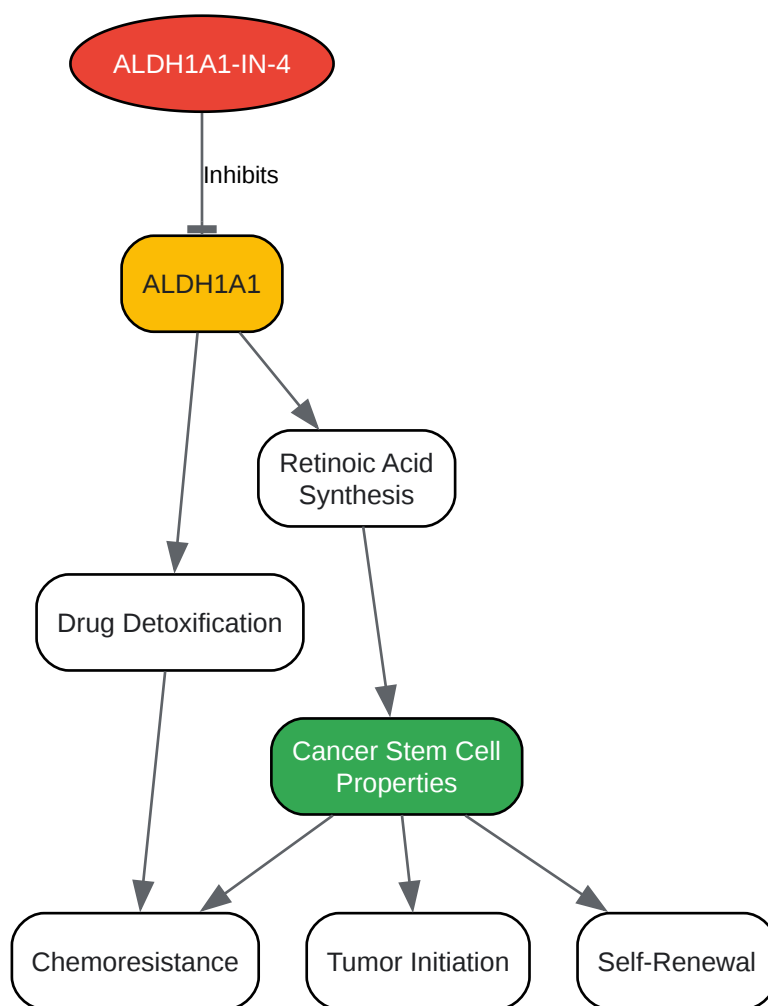 ALDH1A1-IN-4
Inhibits
ALDH1A1
Retinoic Acid
Synthesis
Drug Detoxification
Cancer Stem Cell
Properties
Chemoresistance
Tumor Initiation
Self-Renewal